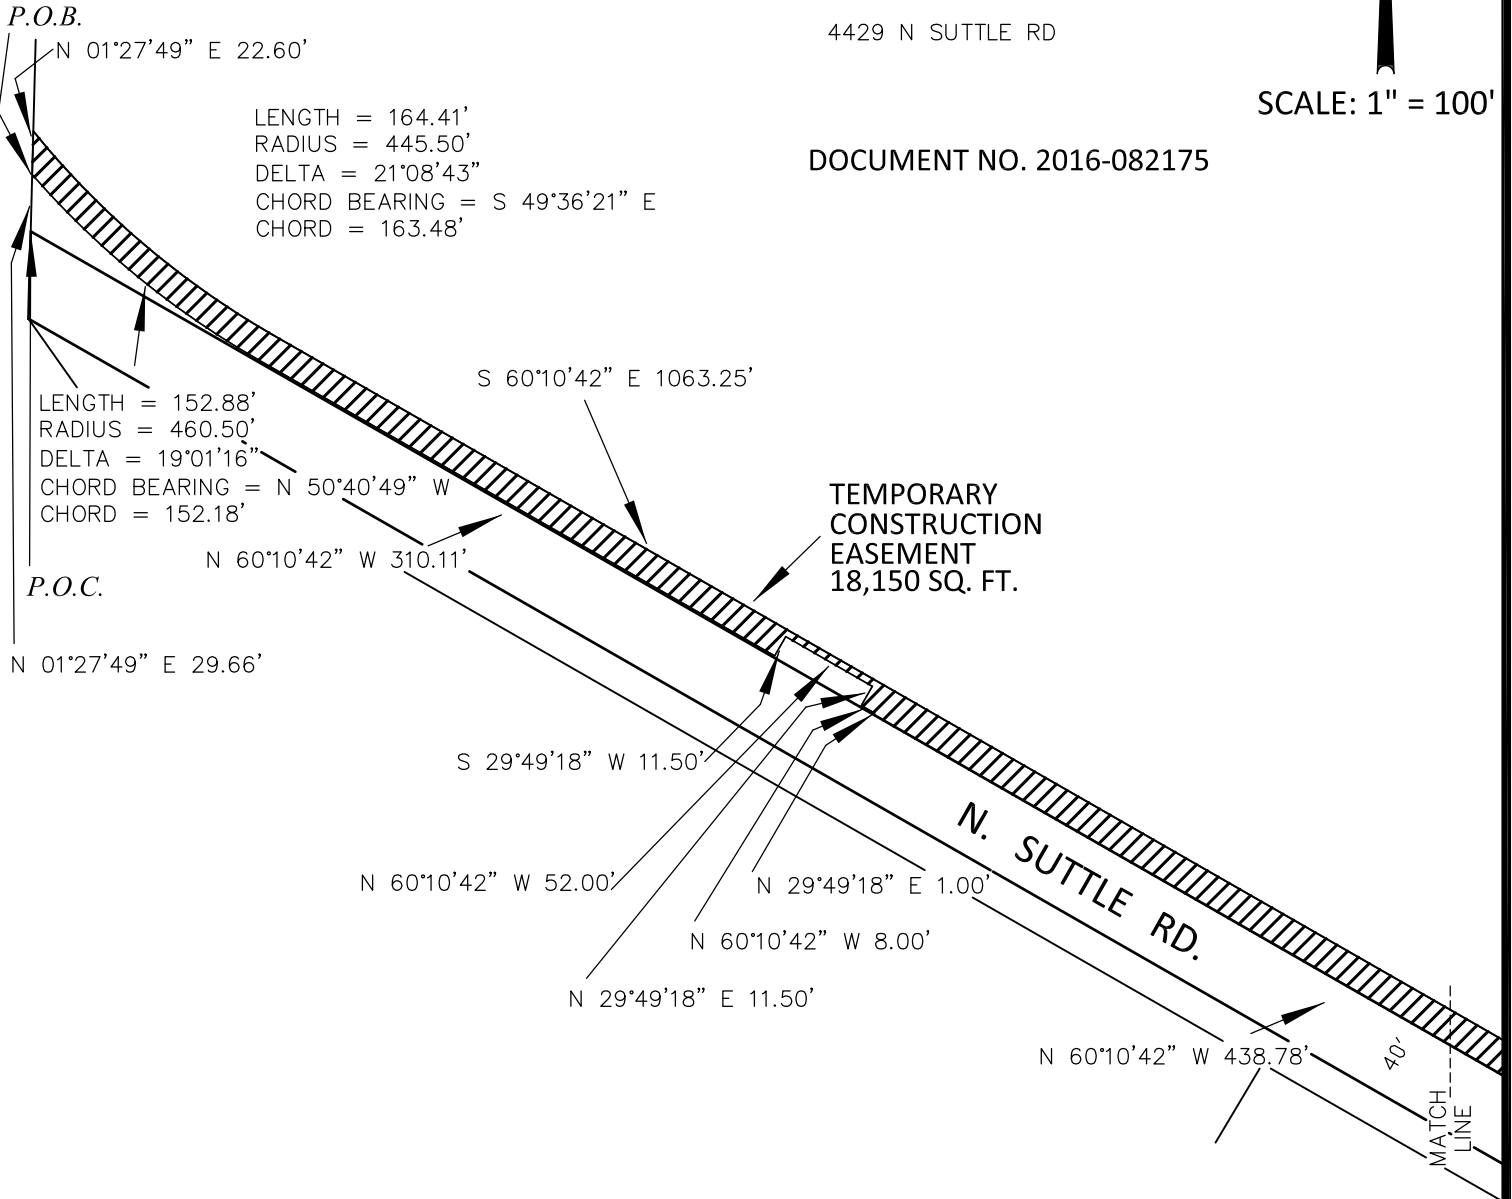 P.O.B.
N 01°27'49" E 22.60'
4429 N SUTTLE RD
SCALE: 1" = 100'
LENGTH = 164.41'
RADIUS = 445.50'
DELTA = 21°08'43"
CHORD BEARING = S 49°36'21" E
CHORD = 163.48'
DOCUMENT NO. 2016-082175
S 60°10'42" E 1063.25'
LENGTH = 152.88'
RADIUS = 460.50'
DELTA = 19°01'16"
CHORD BEARING = N 50°40'49" W
CHORD = 152.18'
TEMPORARY
CONSTRUCTION
EASEMENT
18,150 SQ. FT.
N 60°10'42" W 310.11'
P.O.C.
N 01°27'49" E 29.66'
S 29°49'18" W 11.50'
N 60°10'42" W 52.00'
N 29°49'18" E 1.00'
N 60°10'42" W 8.00'
N 29°49'18" E 11.50'
N. SUTTLE RD.
N 60°10'42" W 438.78'
40'
MATCH
LINE